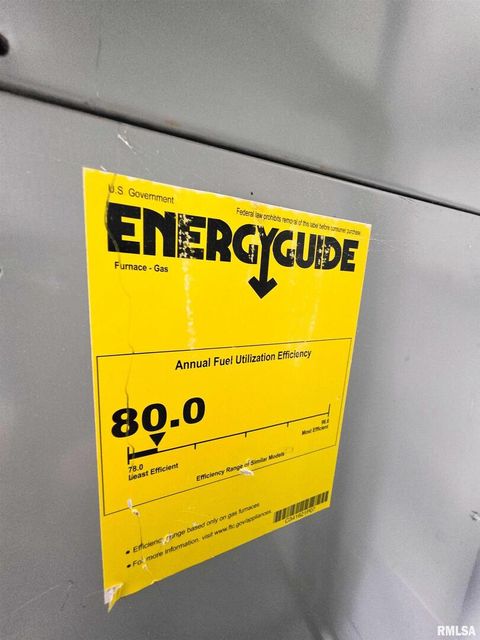 U.S. Government
Federal law prohibits removal of this label before consumer purchase.
ENERGYGUIDE
Furnace - Gas
Annual Fuel Utilization Efficiency
80.0
78.0
Least Efficient
Most Efficient
Efficiency Range of Similar Models
• Efficiency range based only on gas furnaces.
• For more information, visit www.ftc.gov/appliances.
RMLSA